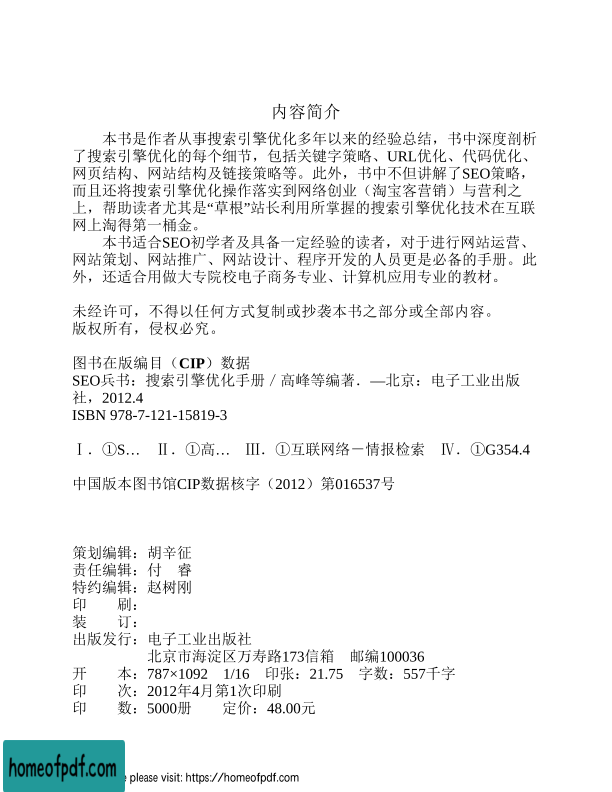 内容简介
本书是作者从事搜索引擎优化多年以来的经验总结，书中深度剖析
了搜索引擎优化的每个细节，包括关键字策略、URL优化、代码优化、
网页结构、网站结构及链接策略等。此外，书中不但讲解了SEO策略，
而且还将搜索引擎优化操作落实到网络创业（淘宝客营销）与营利之
上，帮助读者尤其是“草根”站长利用所掌握的搜索引擎优化技术在互联
网上淘得第一桶金。
本书适合SEO初学者及具备一定经验的读者，对于进行网站运营、
网站策划、网站推广、网站设计、程序开发的人员更是必备的手册。此
外，还适合用做大专院校电子商务专业、计算机应用专业的教材。
未经许可，不得以任何方式复制或抄袭本书之部分或全部内容。
版权所有，侵权必究。
图书在版编目（CIP）数据
SEO兵书：搜索引擎优化手册／高峰等编著．—北京：电子工业出版
社，2012.4
ISBN 978-7-121-15819-3
Ⅰ．①S…　Ⅱ．①高…　Ⅲ．①互联网络－情报检索　Ⅳ．①G354.4
中国版本图书馆CIP数据核字（2012）第016537号
策划编辑：胡辛征
责任编辑：付　睿
特约编辑：赵树刚
印　　刷：
装　　订：
出版发行：电子工业出版社
北京市海淀区万寿路173信箱　邮编100036
开　　本：787×1092　1/16　印张：21.75　字数：557千字
印　　次：2012年4月第1次印刷
印　　数：5000册　　定价：48.00元
homeofpdf.com
please visit: https://homeofpdf.com